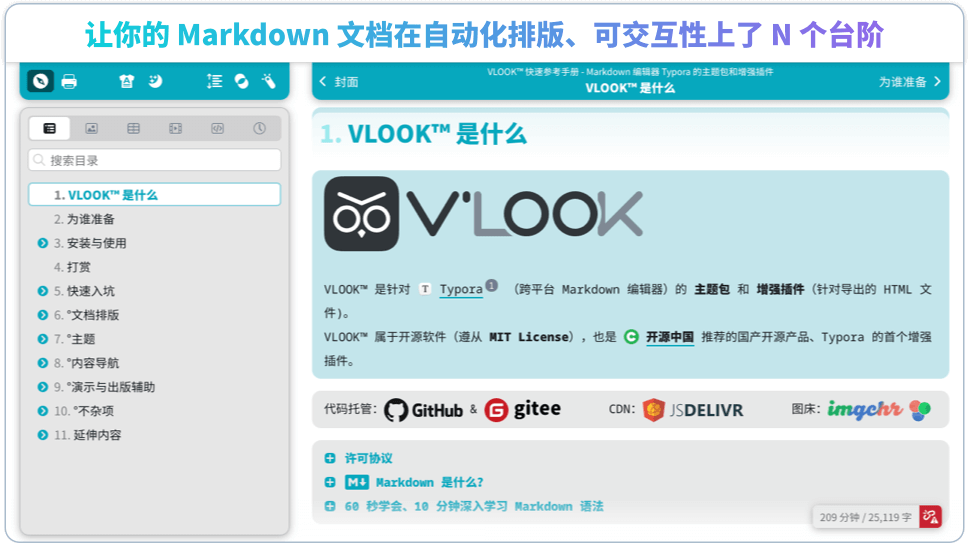 让你的 Markdown 文档在自动化排版、可交互性上了 N 个台阶
封面
VLOOK™ 快速参考手册 - Markdown 编辑器 Typora 的主题包和增强插件
VLOOK™ 是什么
为谁准备
搜索目录
1. VLOOK™ 是什么
2. 为谁准备
3. 安装与使用
4. 打赏
5. 快速入坑
6. °文档排版
7. °主题
8. °内容导航
9. °演示与出版辅助
10. °不杂项
11. 延伸内容
1. VLOOK™ 是什么
V'LOOK
VLOOK™ 是针对 T Typora 1 （跨平台 Markdown 编辑器）的 主题包 和 增强插件（针对导出的 HTML 文
件）。
VLOOK™ 属于开源软件（遵从 MIT License），也是 C 开源中国 推荐的国产开源产品、Typora 的首个增强
插件。
代码托管: GitHub & G gitee CDN: JSDELIVR 图床: imgchr
许可协议
M↓ Markdown 是什么?
60 秒学会、10 分钟深入学习 Markdown 语法
209 分钟 / 25,119 字